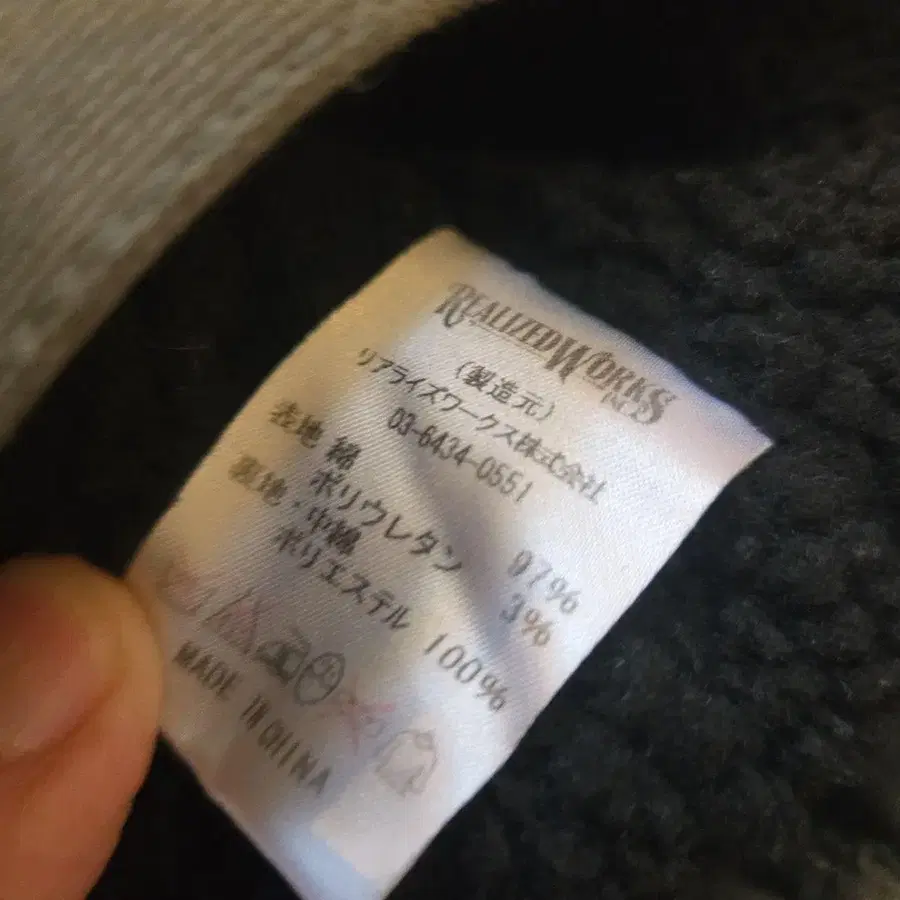 REALIZEDWORKS
INC.
(製造元)
リアライズワークス株式会社
03-6434-0551
表地 綿 97%
ポリウレタン 3%
裏地・中綿
ポリエステル 100%
MADE IN CHINA